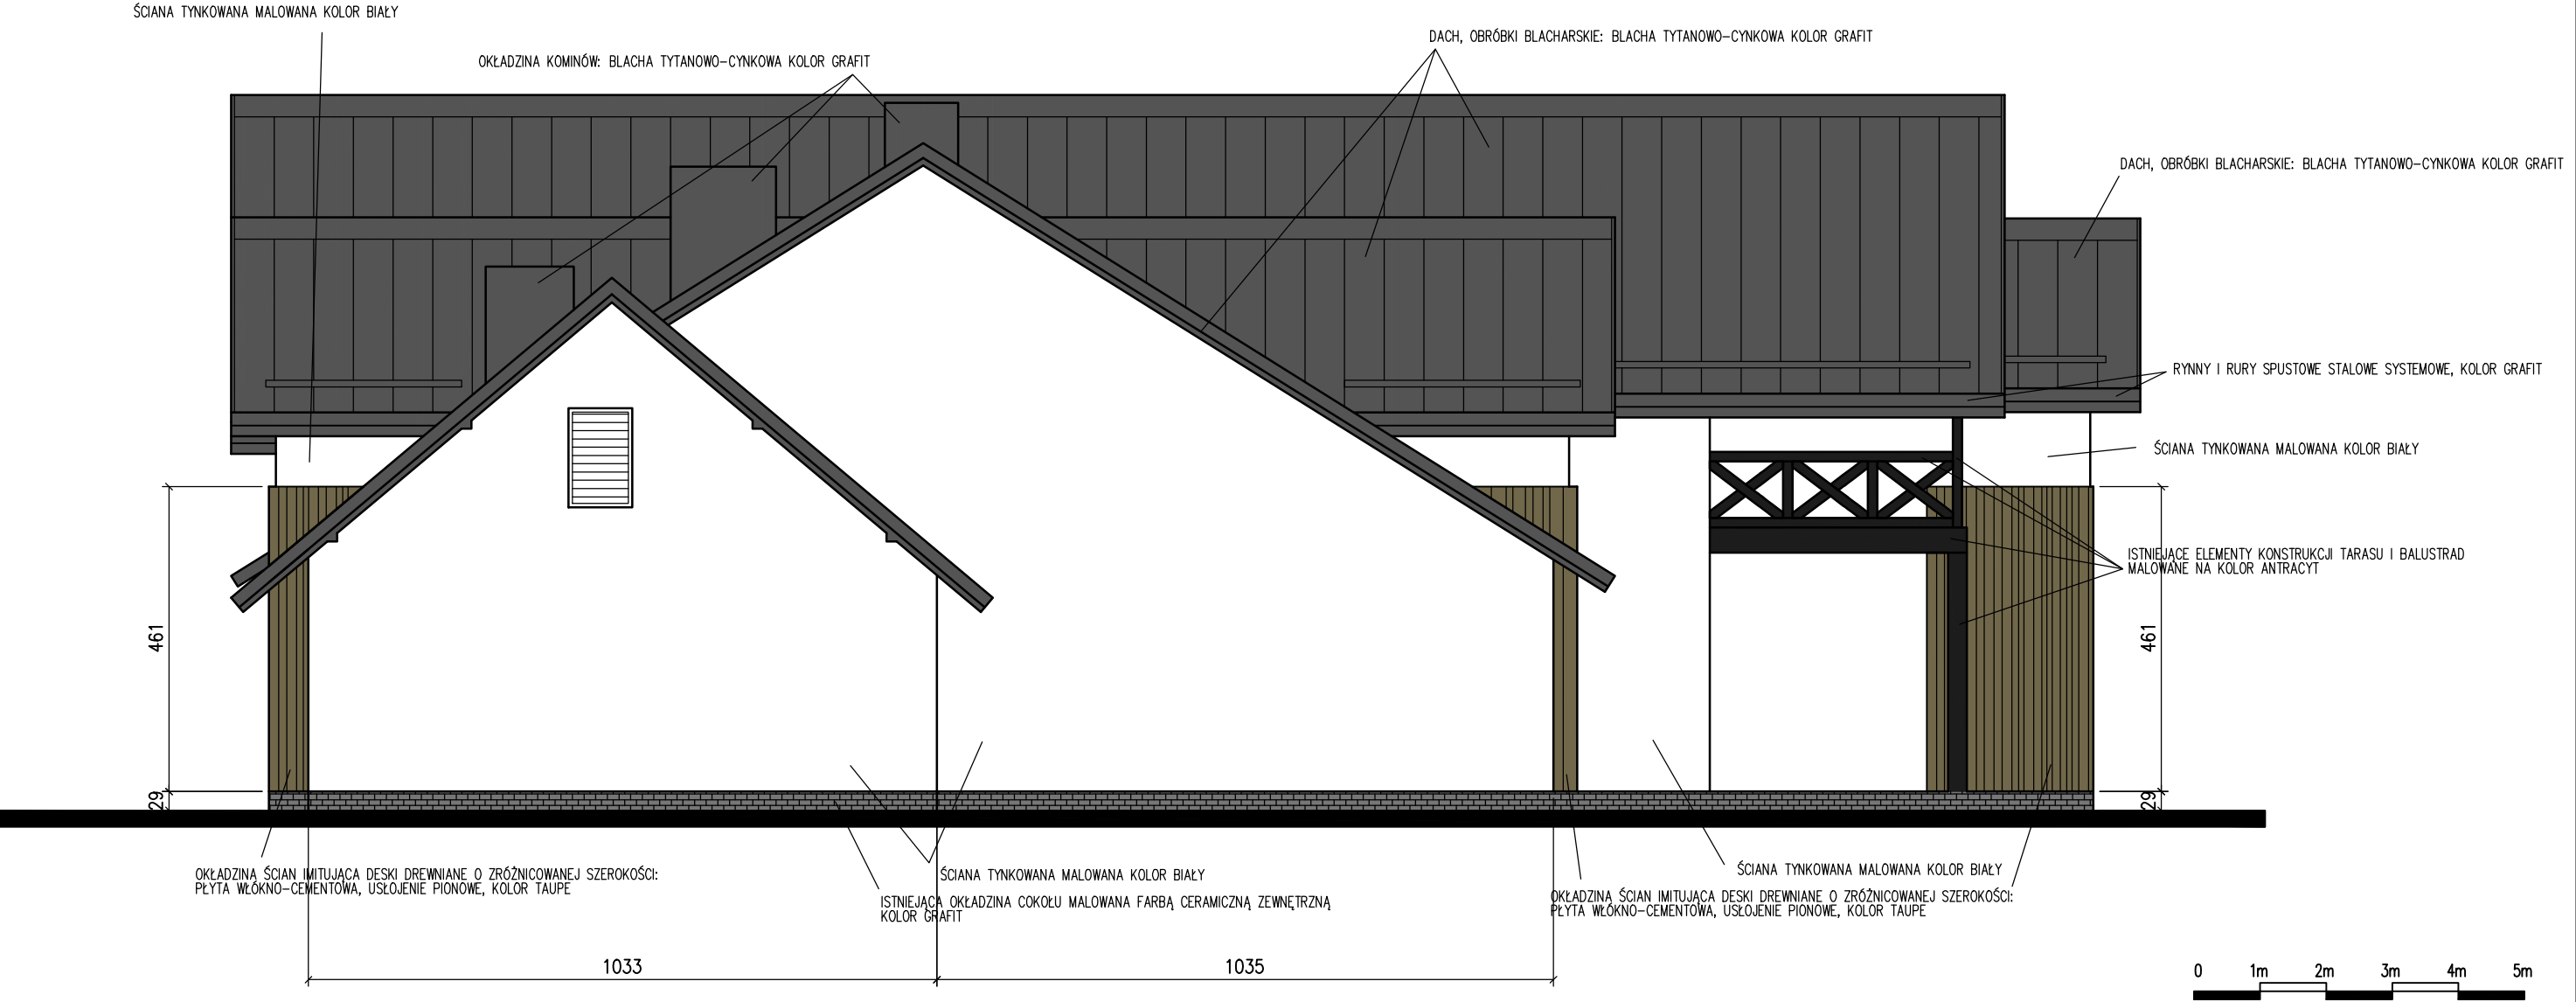 ŚCIANA TYNKOWANA MALOWANA KOLOR BIAŁY
DACH, OBRÓBKI BLACHARSKIE: BLACHA TYTANOWO-CYNKOWA KOLOR GRAFIT
OKŁADZINA KOMINÓW: BLACHA TYTANOWO-CYNKOWA KOLOR GRAFIT
DACH, OBRÓBKI BLACHARSKIE: BLACHA TYTANOWO-CYNKOWA KOLOR GRAFIT
RYNNY I RURY SPUSTOWE STALOWE SYSTEMOWE, KOLOR GRAFIT
ŚCIANA TYNKOWANA MALOWANA KOLOR BIAŁY
ISTNIEJĄCE ELEMENTY KONSTRUKCJI TARASU I BALUSTRAD
MALOWANE NA KOLOR ANTRACYT
461
461
29
29
OKŁADZINA ŚCIAN IMITUJĄCA DESKI DREWNIANE O ZRÓŻNICOWANEJ SZEROKOŚCI:
PŁYTA WŁÓKNO-CEMENTOWA, USŁOJENIE PIONOWE, KOLOR TAUPE
ŚCIANA TYNKOWANA MALOWANA KOLOR BIAŁY
ISTNIEJĄCA OKŁADZINA COKOŁU MALOWANA FARBĄ CERAMICZNĄ ZEWNĘTRZNĄ
KOLOR GRAFIT
ŚCIANA TYNKOWANA MALOWANA KOLOR BIAŁY
OKŁADZINA ŚCIAN IMITUJĄCA DESKI DREWNIANE O ZRÓŻNICOWANEJ SZEROKOŚCI:
PŁYTA WŁÓKNO-CEMENTOWA, USŁOJENIE PIONOWE, KOLOR TAUPE
1033
1035
0 1m 2m 3m 4m 5m